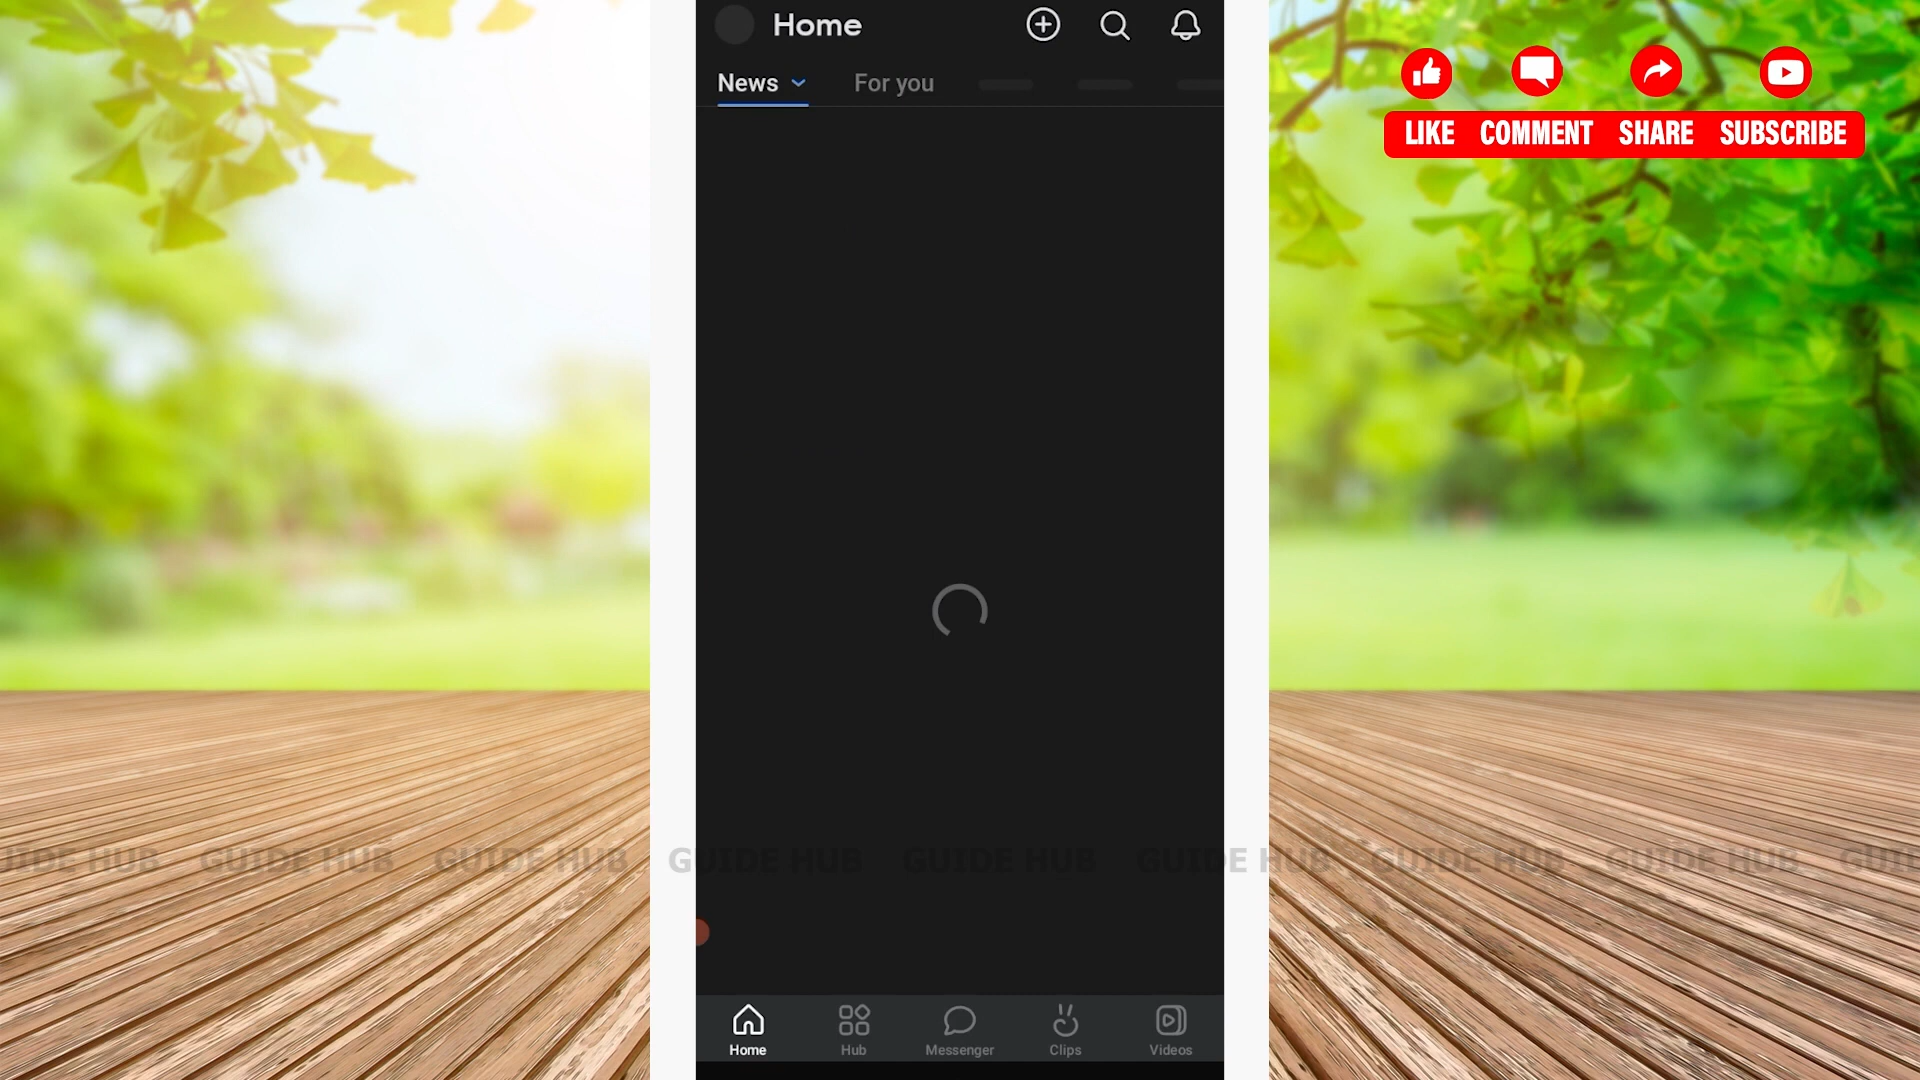 Home
News
For you
LIKE COMMENT SHARE SUBSCRIBE
GUIDE HUB GUIDE HUB GUIDE HUB GUIDE HUB GUIDE HUB GUIDE HUB GUIDE HUB
Home Hub Messenger Clips Videos